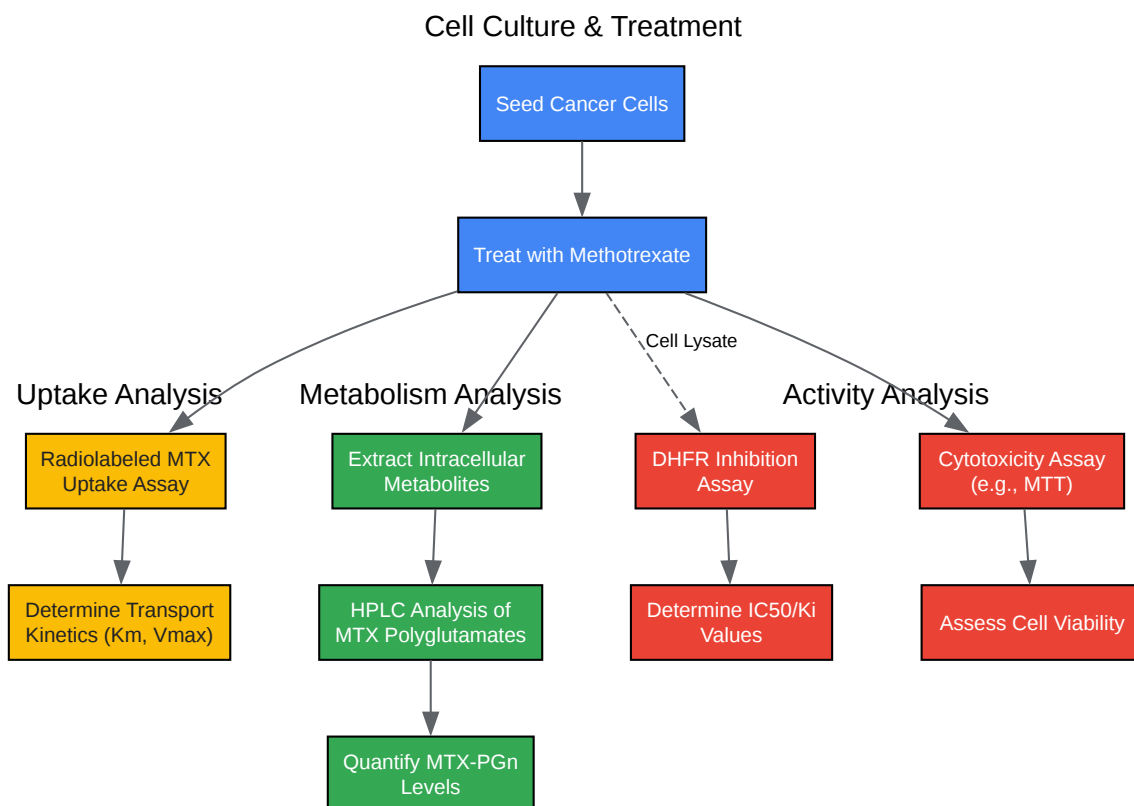 Cell Culture & Treatment
Seed Cancer Cells
Treat with Methotrexate
Cell Lysate
Uptake Analysis
Metabolism Analysis
Activity Analysis
Radiolabeled MTX
Uptake Assay
Extract Intracellular
Metabolites
DHFR Inhibition
Assay
Cytotoxicity Assay
(e.g., MTT)
Determine Transport
Kinetics (Km, Vmax)
HPLC Analysis of
MTX Polyglutamates
Determine IC50/Ki
Values
Assess Cell Viability
Quantify MTX-PGn
Levels